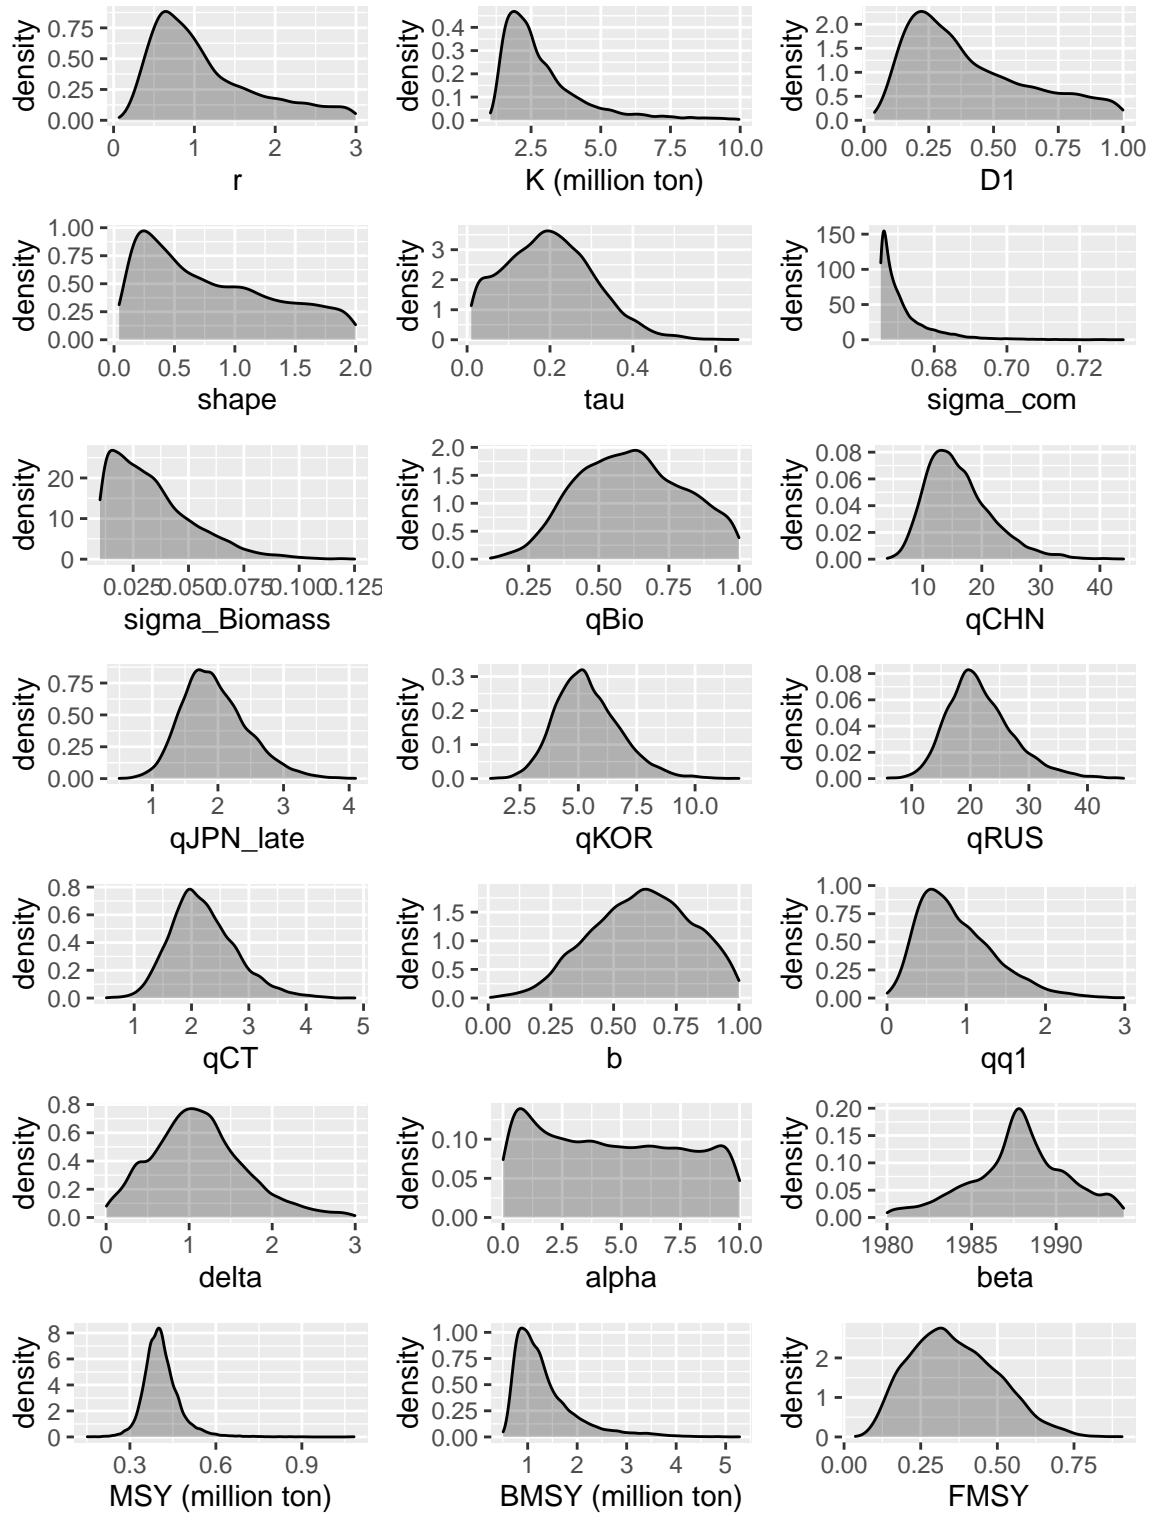 density 0.75 0.50 0.25 0.00 0 1 2 3 r
density 0.4 0.3 0.2 0.1 0.0 2.5 5.0 7.5 10.0 K (million ton)
density 2.0 1.5 1.0 0.5 0.0 0.00 0.25 0.50 0.75 1.00 D1
density 1.00 0.75 0.50 0.25 0.00 0.0 0.5 1.0 1.5 2.0 shape
density 3 2 1 0 0.0 0.2 0.4 0.6 tau
density 150 100 50 0 0.68 0.70 0.72 sigma_com
density 20 10 0 0.025 0.050 0.075 0.100 0.125 sigma_Biomass
density 2.0 1.5 1.0 0.5 0.0 0.25 0.50 0.75 1.00 qBio
density 0.08 0.06 0.04 0.02 0.00 10 20 30 40 qCHN
density 0.75 0.50 0.25 0.00 1 2 3 4 qJPN_late
density 0.3 0.2 0.1 0.0 2.5 5.0 7.5 10.0 qKOR
density 0.08 0.06 0.04 0.02 0.00 10 20 30 40 qRUS
density 0.8 0.6 0.4 0.2 0.0 1 2 3 4 5 qCT
density 1.5 1.0 0.5 0.0 0.00 0.25 0.50 0.75 1.00 b
density 1.00 0.75 0.50 0.25 0.00 0 1 2 3 qq1
density 0.8 0.6 0.4 0.2 0.0 0 1 2 3 delta
density 0.10 0.05 0.00 0.0 2.5 5.0 7.5 10.0 alpha
density 0.20 0.15 0.10 0.05 0.00 1980 1985 1990 beta
density 8 6 4 2 0 0.3 0.6 0.9 MSY (million ton)
density 1.00 0.75 0.50 0.25 0.00 1 2 3 4 5 BMSY (million ton)
density 2 1 0 0.00 0.25 0.50 0.75 FMSY